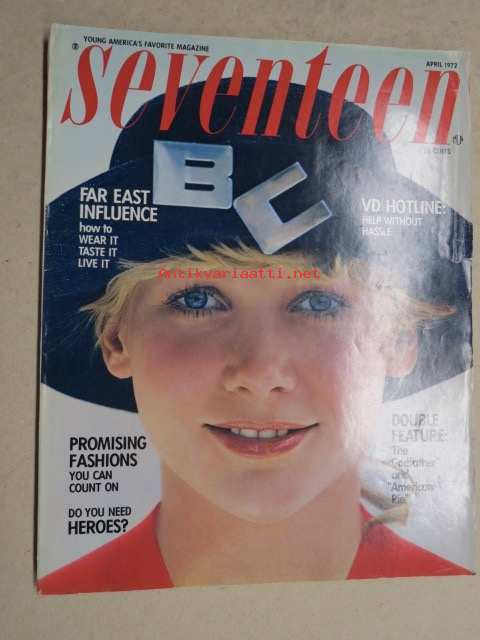 YOUNG AMERICA'S FAVORITE MAGAZINE
APRIL 1972
seventeen
CENTS
BC
FAR EAST
INFLUENCE
how to
WEAR IT
TASTE IT
LIVE IT
VD HOTLINE:
HELP WITHOUT
HASSLE
Antikvariaatti.net
PROMISING
FASHIONS
YOU CAN
COUNT ON
DO YOU NEED
HEROES?
DOUBLE
FEATURE:
"The
Godfather"
and
"American
Pie"